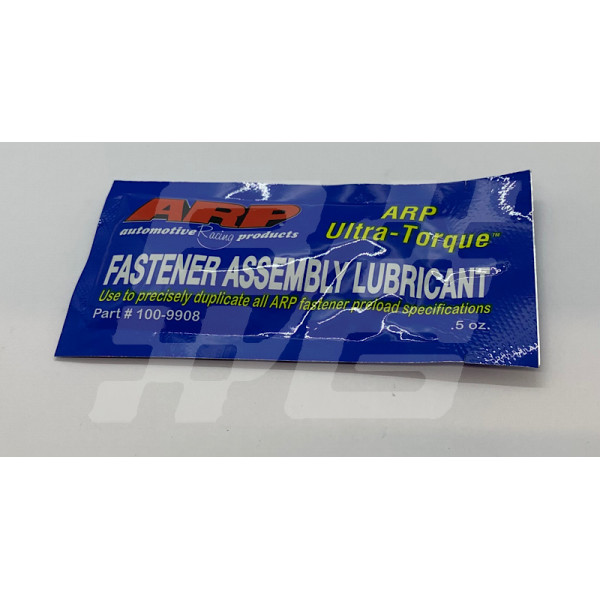 ARP
automotive Racing products
ARP
Ultra-Torque™
FASTENER ASSEMBLY LUBRICANT
Use to precisely duplicate all ARP fastener preload specifications
Part # 100-9908
.5 oz.